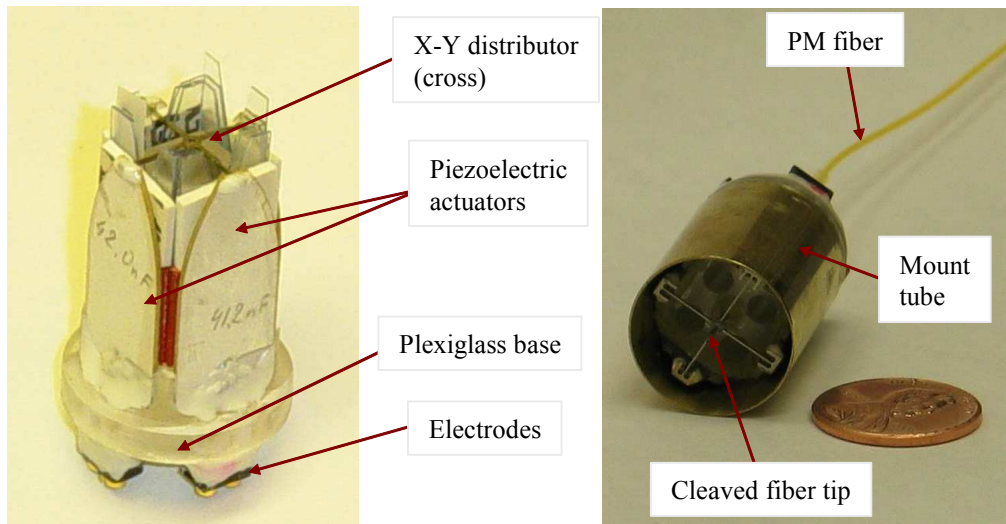 X-Y distributor
(cross)
Piezoelectric
actuators
42.0nF
41,2nF
Plexiglass base
Electrodes
PM fiber
Mount
tube
Cleaved fiber tip